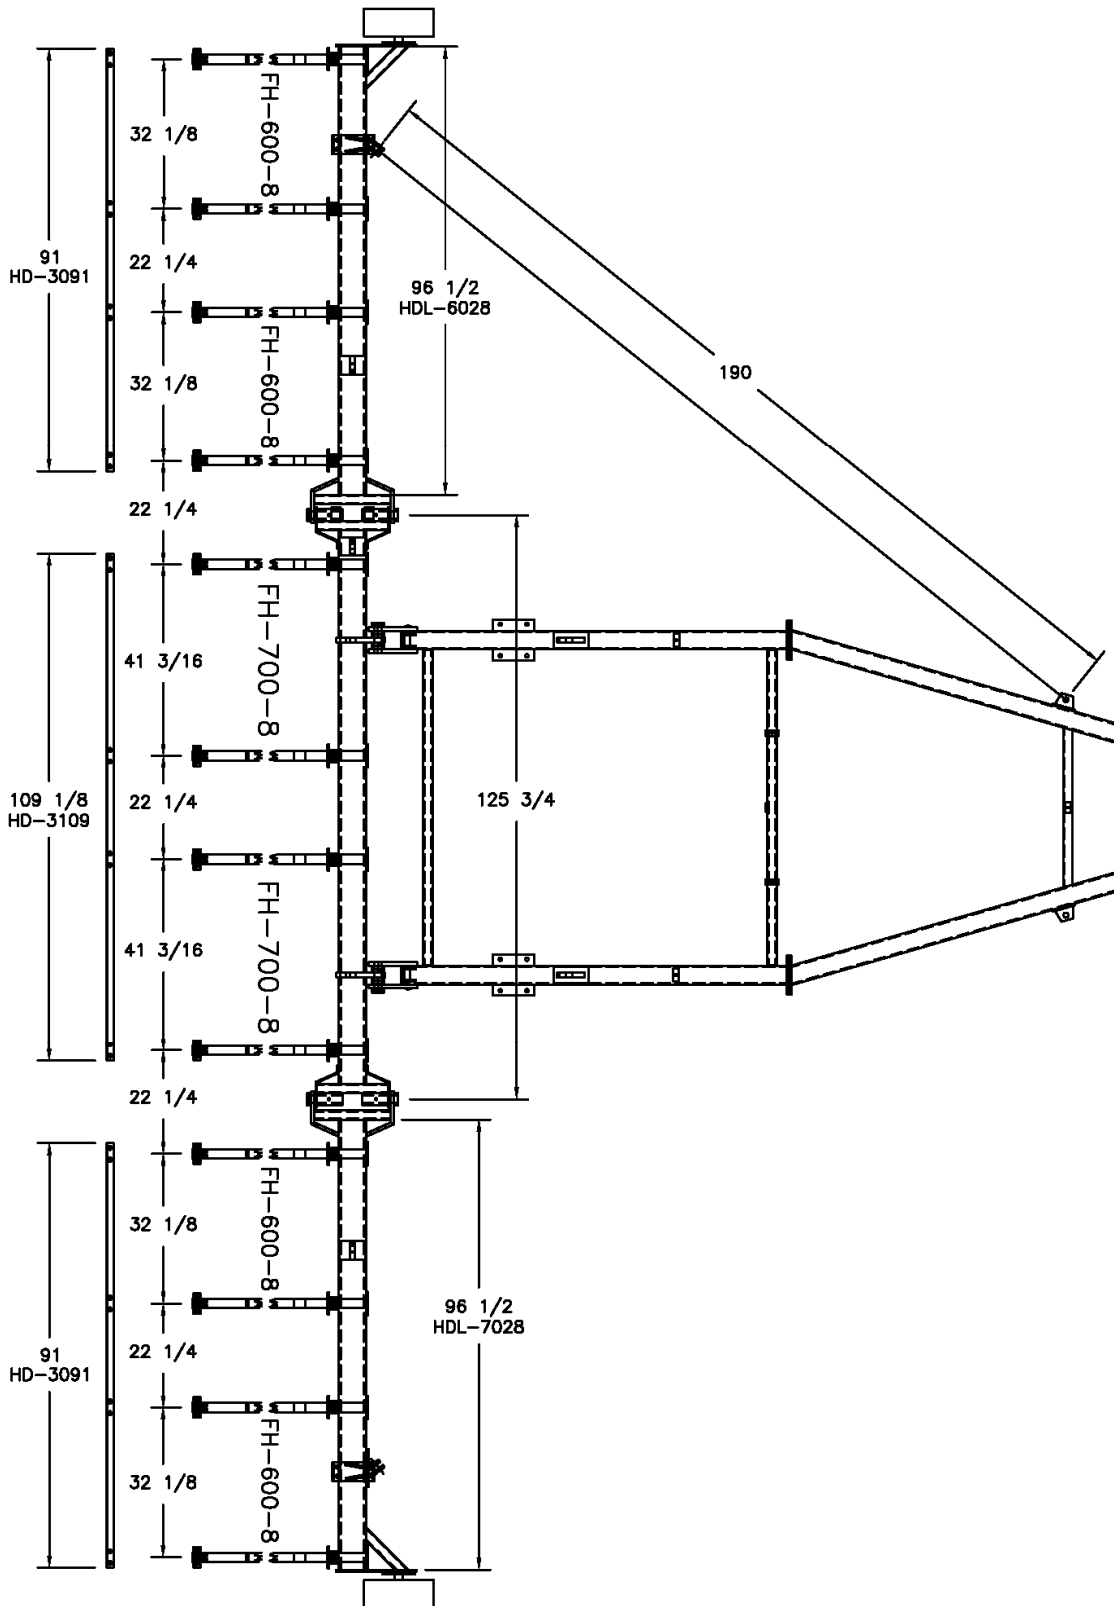 32 1/8
FH-600-8
91
HD-3091
22 1/4
96 1/2
HDL-6028
32 1/8
FH-600-8
190
22 1/4
FH-700-8
41 3/16
109 1/8
HD-3109
22 1/4
125 3/4
41 3/16
FH-700-8
22 1/4
32 1/8
FH-600-8
96 1/2
HDL-7028
91
HD-3091
22 1/4
32 1/8
FH-600-8